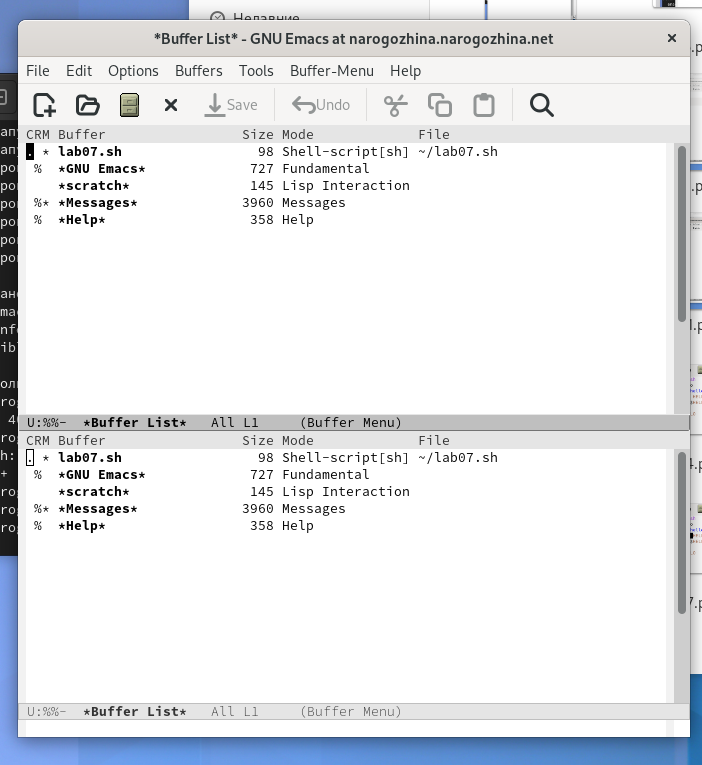 Недавние
*Buffer List* - GNU Emacs at narogozhina.narogozhina.net
File Edit Options Buffers Tools Buffer-Menu Help
Save Undo
CRM Buffer Size Mode File
. * lab07.sh 98 Shell-script[sh] ~/lab07.sh
% *GNU Emacs* 727 Fundamental
*scratch* 145 Lisp Interaction
%* *Messages* 3960 Messages
% *Help* 358 Help
U:%%- *Buffer List* All L1 (Buffer Menu)
CRM Buffer Size Mode File
. * lab07.sh 98 Shell-script[sh] ~/lab07.sh
% *GNU Emacs* 727 Fundamental
*scratch* 145 Lisp Interaction
%* *Messages* 3960 Messages
% *Help* 358 Help
U:%%- *Buffer List* All L1 (Buffer Menu)